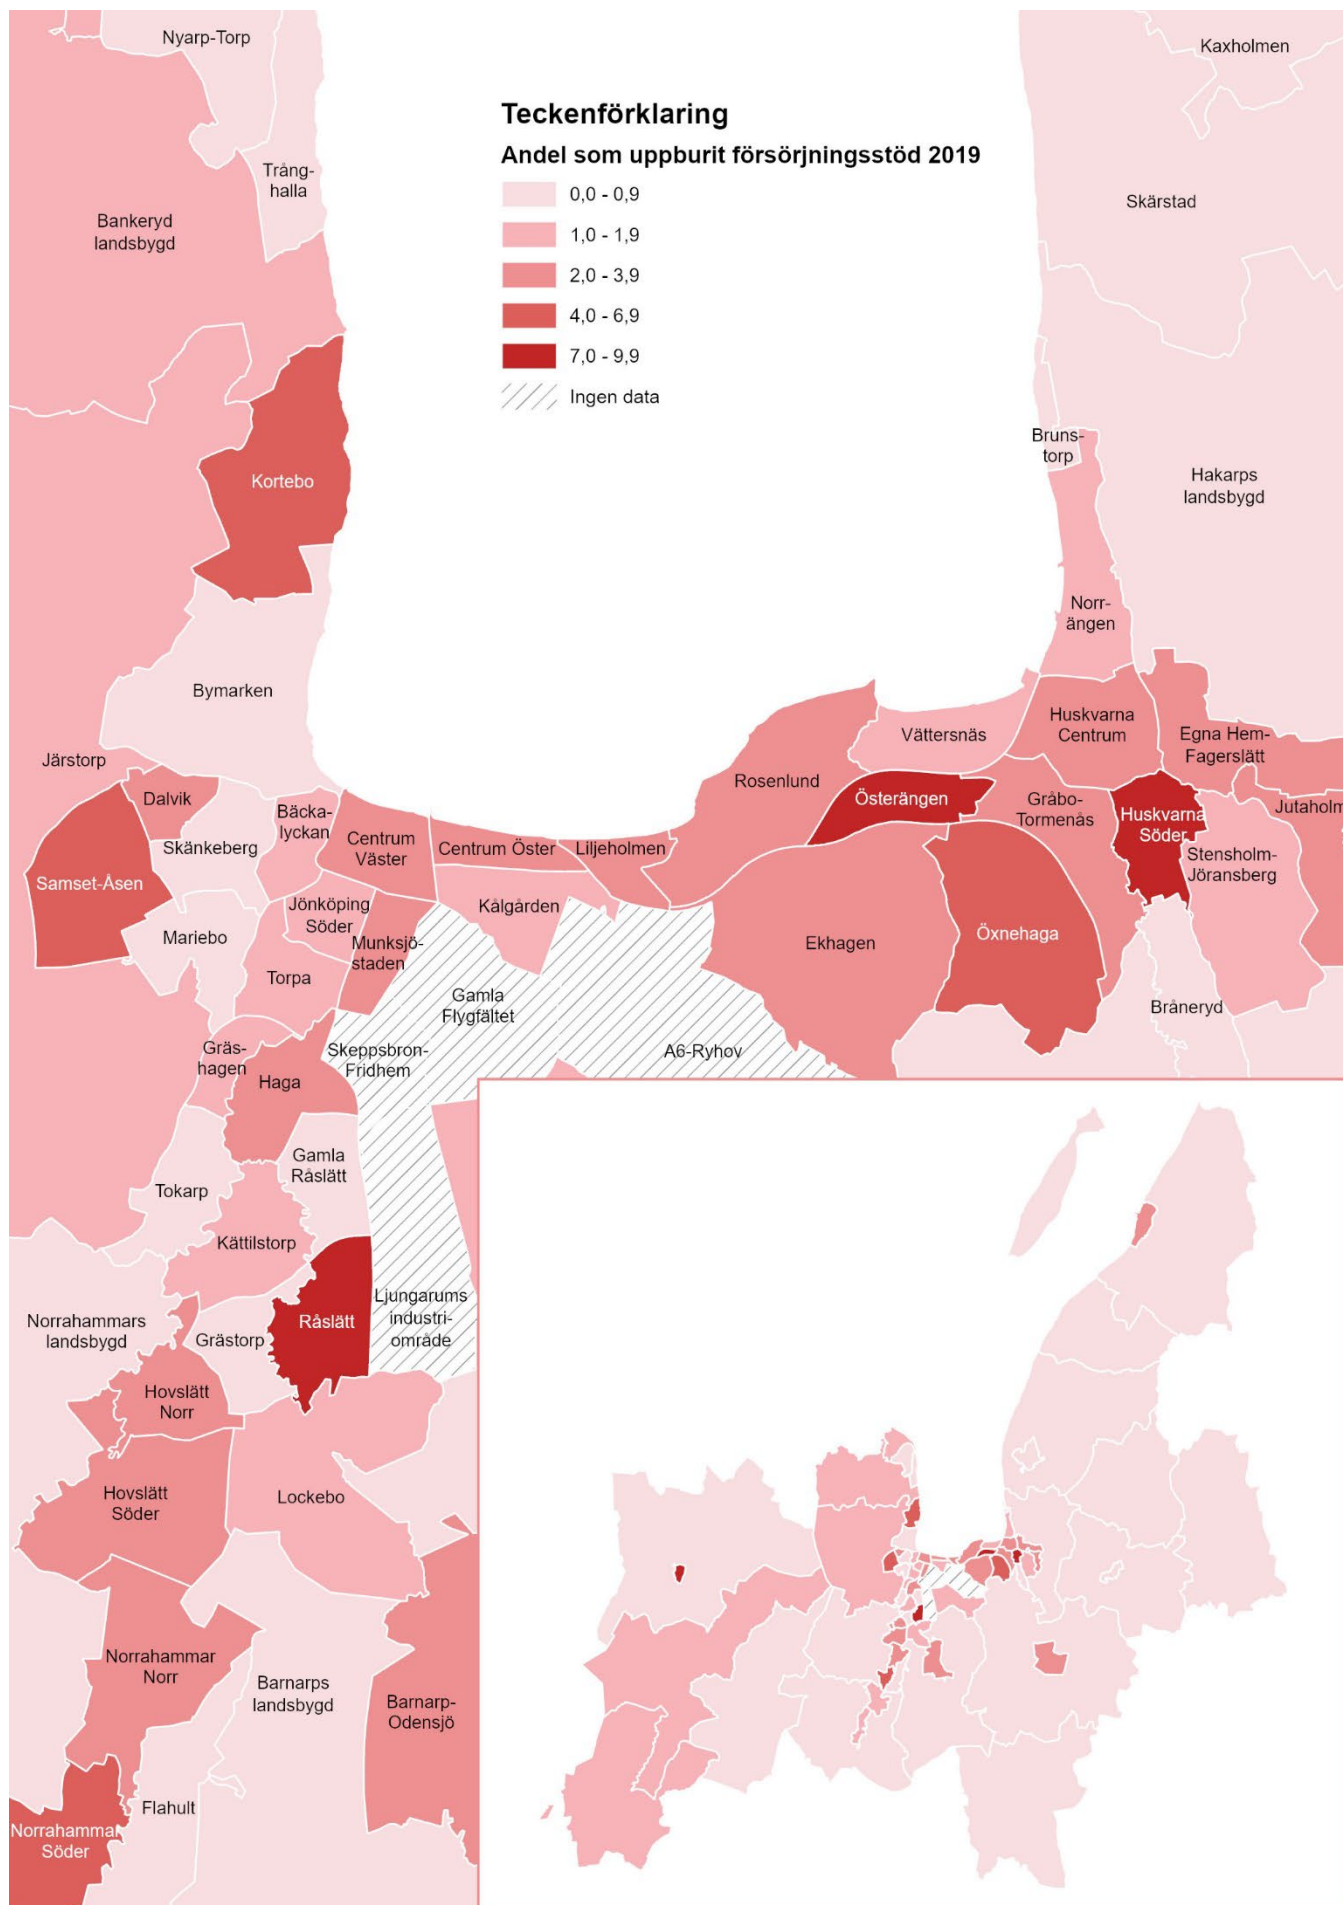 Nyarp-Torp
Kaxholmen
Teckenförklaring
Andel som uppburit försörjningsstöd 2019
0,0 - 0,9
1,0 - 1,9
2,0 - 3,9
4,0 - 6,9
7,0 - 9,9
Ingen data
Trång-
halla
Skärstad
Bankeryd
landsbygd
Bruns-
torp
Hakarps
landsbygd
Kortebo
Norr-
ängen
Bymarken
Huskvarna
Centrum
Vättersnäs
Egna Hem-
Fagerslätt
Järstorp
Rosenlund
Dalvik
Österängen
Gråbo-
Tormenås
Jutaholm
Bäcka-
lyckan
Huskvarna
Söder
Skänkeberg
Centrum
Väster
Centrum Öster
Liljeholmen
Stensholm-
Jöransberg
Samset-Åsen
Jönköping
Söder
Kålgården
Mariebo
Munksjö-
staden
Ekhagen
Öxnehaga
Torpa
Gamla
Flygfältet
Bråneryd
Gräs-
hagen
Skeppsbron-
Fridhem
A6-Ryhov
Haga
Gamla
Råslätt
Tokarp
Kättilstorp
Norrahammars
landsbygd
Grästorp
Råslätt
Ljungarums
industri-
område
Hovslätt
Norr
Hovslätt
Söder
Lockebo
Norrahammar
Norr
Barnarps
landsbygd
Barnarp-
Odensjö
Flahult
Norrahammar
Söder